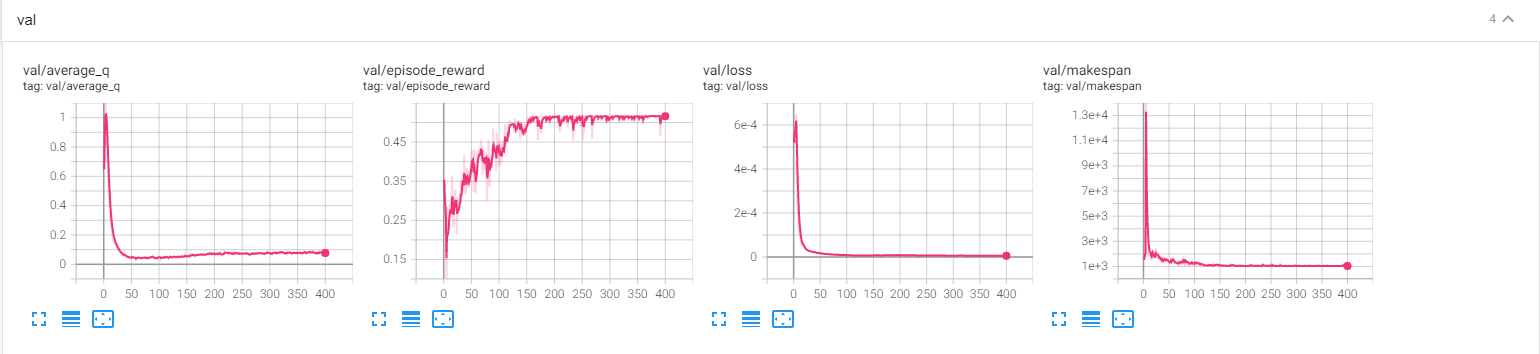 val
4
val/average_q
tag: val/average_q
1
0.8
0.6
0.4
0.2
0
0 50 100 150 200 250 300 350 400
val/episode_reward
tag: val/episode_reward
0.45
0.35
0.25
0.15
0 50 100 150 200 250 300 350 400
val/loss
tag: val/loss
6e-4
4e-4
2e-4
0
0 50 100 150 200 250 300 350 400
val/makespan
tag: val/makespan
1.3e+4
1.1e+4
9e+3
7e+3
5e+3
3e+3
1e+3
0 50 100 150 200 250 300 350 400